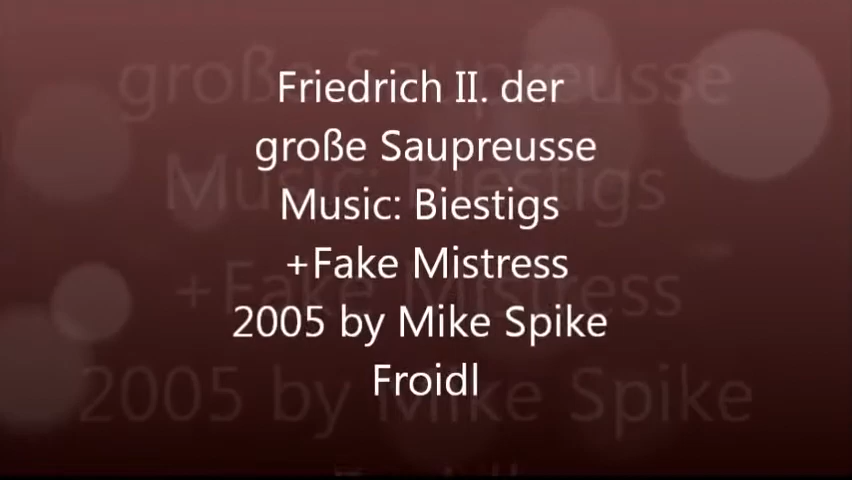 Friedrich II. der
große Saupreusse
Music: Biestigs
+Fake Mistress
2005 by Mike Spike
Froidl